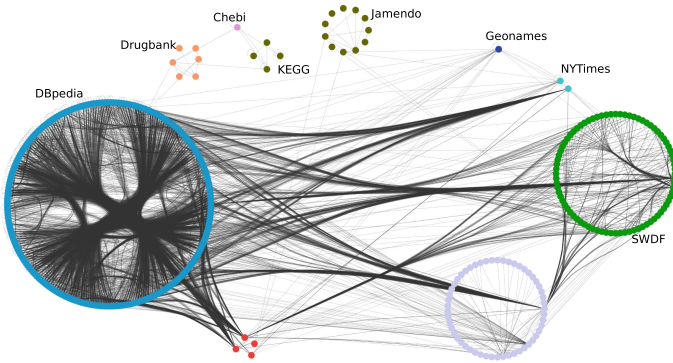 Jamendo
Chebi
Geonames
Drugbank
KEGG
NYTimes
DBpedia
SWDF